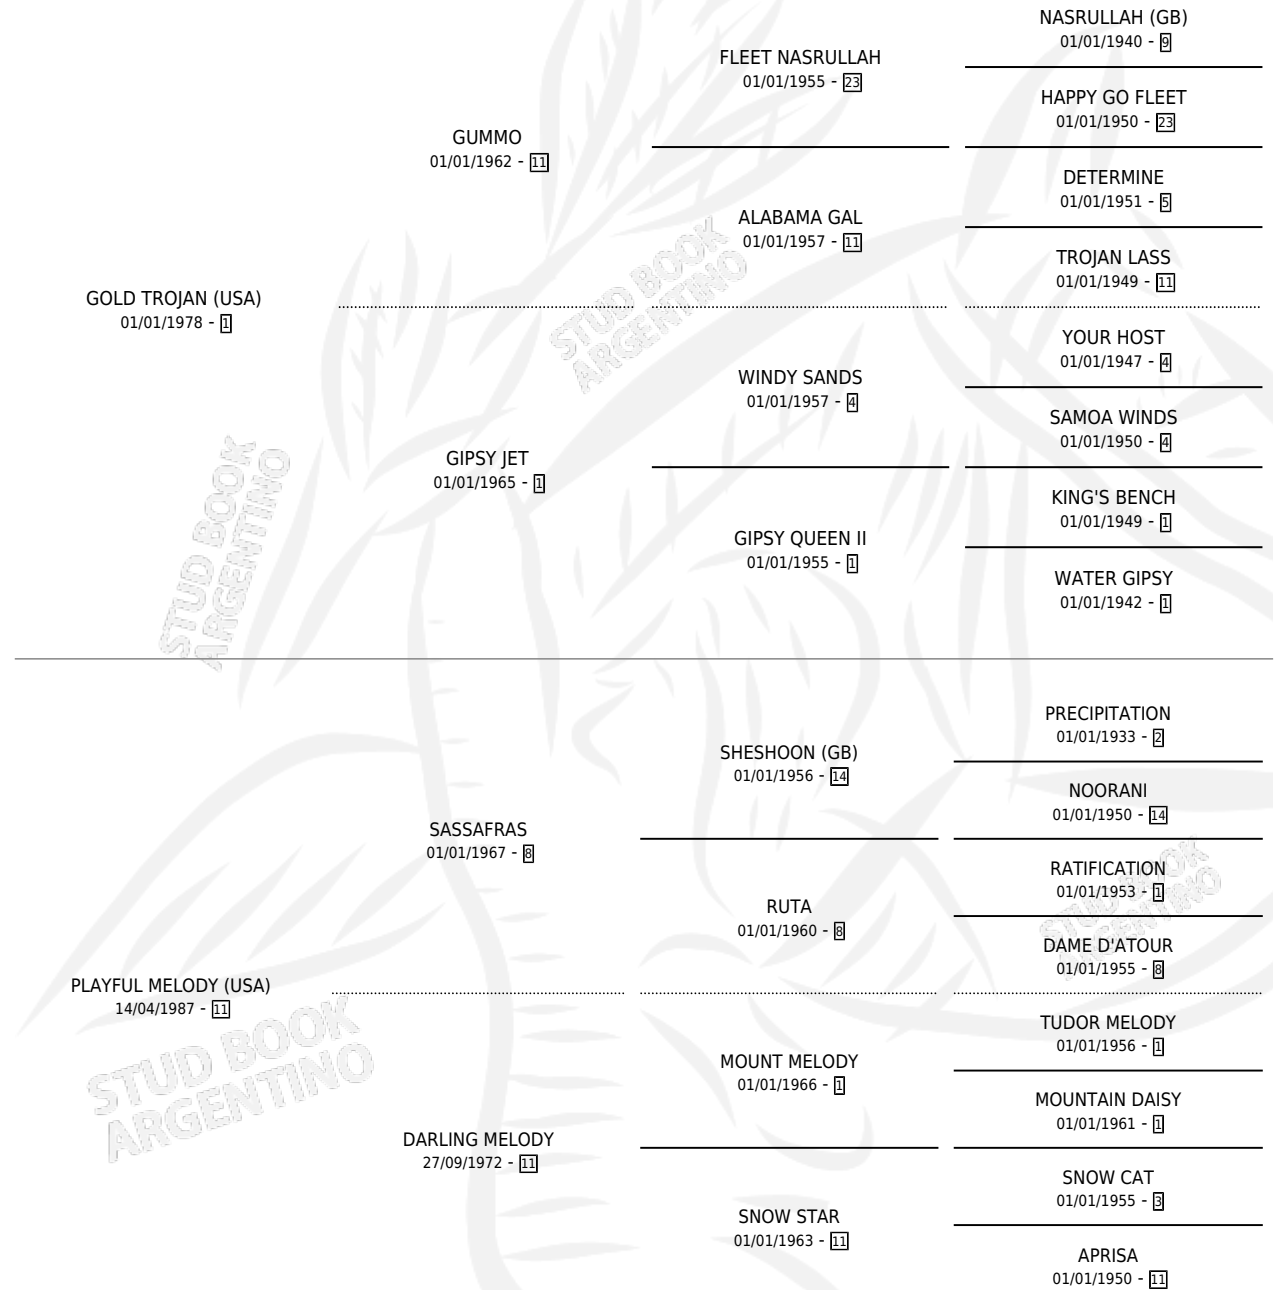 NASRULLAH (GB)
01/01/1940 - 9
FLEET NASRULLAH
01/01/1955 - 23
HAPPY GO FLEET
01/01/1950 - 23
GUMMO
01/01/1962 - 11
DETERMINE
01/01/1951 - 5
ALABAMA GAL
01/01/1957 - 11
TROJAN LASS
01/01/1949 - 11
GOLD TROJAN (USA)
01/01/1978 - 1
YOUR HOST
01/01/1947 - 4
WINDY SANDS
01/01/1957 - 4
SAMOA WINDS
01/01/1950 - 4
GIPSY JET
01/01/1965 - 1
KING'S BENCH
01/01/1949 - 1
GIPSY QUEEN II
01/01/1955 - 1
WATER GIPSY
01/01/1942 - 1
PRECIPITATION
01/01/1933 - 2
SHESHOON (GB)
01/01/1956 - 14
NOORANI
01/01/1950 - 14
SASSAFRAS
01/01/1967 - 8
RATIFICATION
01/01/1953 - 1
RUTA
01/01/1960 - 8
DAME D'ATOUR
01/01/1955 - 8
PLAYFUL MELODY (USA)
14/04/1987 - 11
TUDOR MELODY
01/01/1956 - 1
MOUNT MELODY
01/01/1966 - 1
MOUNTAIN DAISY
01/01/1961 - 1
DARLING MELODY
27/09/1972 - 11
SNOW CAT
01/01/1955 - 3
SNOW STAR
01/01/1963 - 11
APRISA
01/01/1950 - 11
STUD BOOK
ARGENTINO
STUD BOOK
ARGENTINO
STUD BOOK
ARGENTINO
STUD BOOK
ARGENTINO